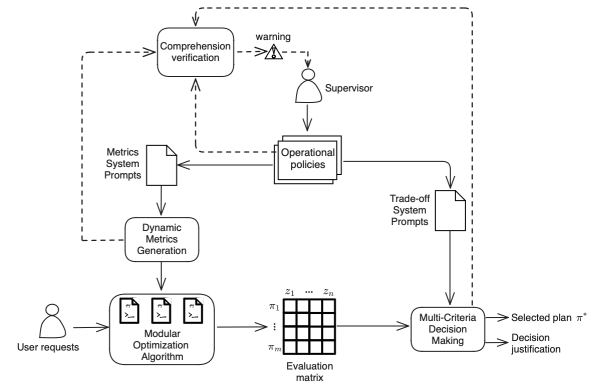 Comprehension
verification
warning
Supervisor
Metrics
System
Prompts
Operational
policies
Trade-off
System
Prompts
Dynamic
Metrics
Generation
User requests
Modular
Optimization
Algorithm
z₁ ... zₙ
π₁
⋮
πₘ
Evaluation
matrix
Multi-Criteria
Decision
Making
Selected plan π*
Decision
justification